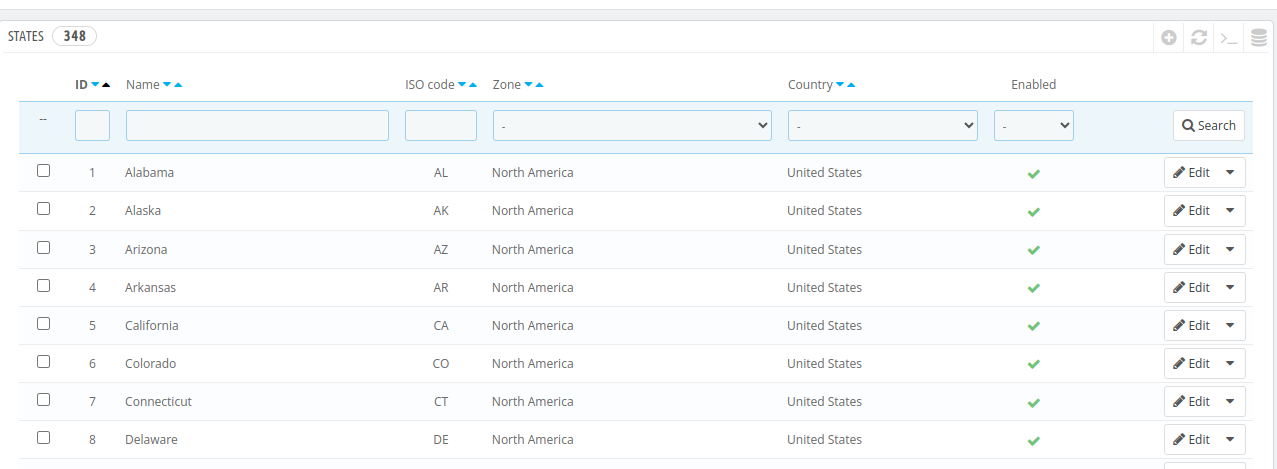 STATES 348
ID Name ISO code Zone Country Enabled
-- - - - Search
1 Alabama AL North America United States Edit
2 Alaska AK North America United States Edit
3 Arizona AZ North America United States Edit
4 Arkansas AR North America United States Edit
5 California CA North America United States Edit
6 Colorado CO North America United States Edit
7 Connecticut CT North America United States Edit
8 Delaware DE North America United States Edit